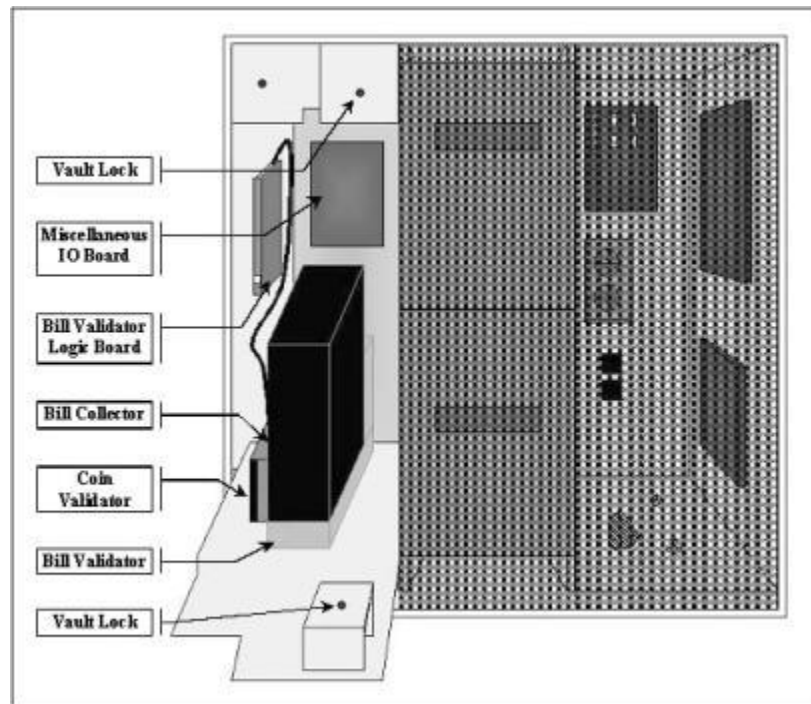 Vault Lock
Miscellaneous
IO Board
Bill Validator
Logic Board
Bill Collector
Coin
Validator
Bill Validator
Vault Lock